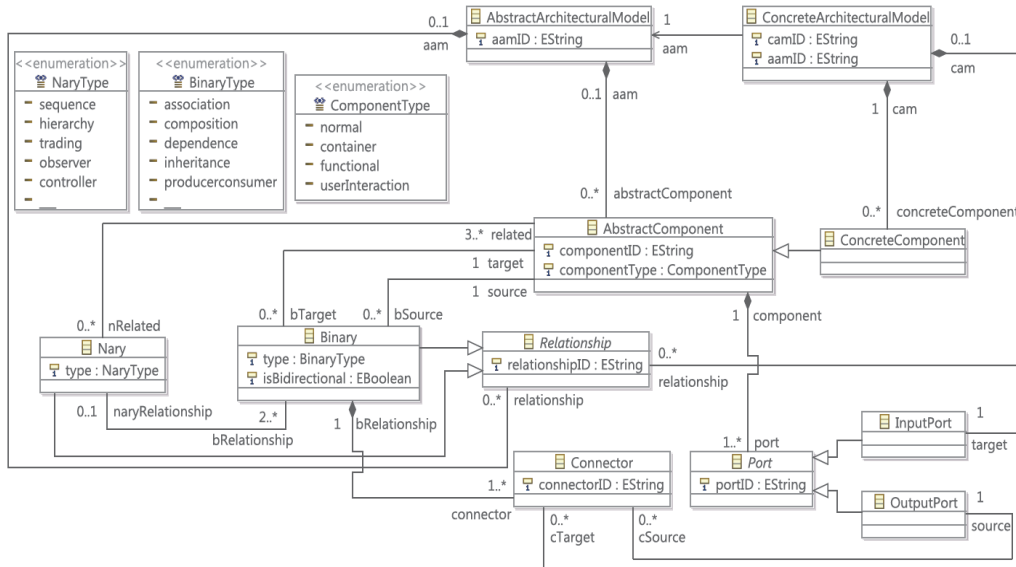 AbstractArchitecturalModel
aamID : EString
ConcreteArchitecturalModel
camID : EString
aamID : EString
0..1
aam
1
aam
0..1
cam
0..1
aam
1
cam
<<enumeration>>
NaryType
sequence
hierarchy
trading
observer
controller
__
<<enumeration>>
BinaryType
association
composition
dependence
inheritance
producerconsumer
__
<<enumeration>>
ComponentType
normal
container
functional
userInteraction
0..*
abstractComponent
0..*
concreteComponent
AbstractComponent
componentID : EString
componentType : ComponentType
ConcreteComponent
3..*
related
1
target
1
source
0..*
nRelated
0..*
bTarget
0..*
bSource
1
component
Nary
type : NaryType
Binary
type : BinaryType
isBidirectional : EBoolean
Relationship
relationshipID : EString
0..*
relationship
0..*
relationship
0..1
naryRelationship
2..*
bRelationship
1
bRelationship
InputPort
1
target
1..*
port
Port
portID : EString
Connector
connectorID : EString
1..*
connector
OutputPort
1
source
0..*
cTarget
0..*
cSource